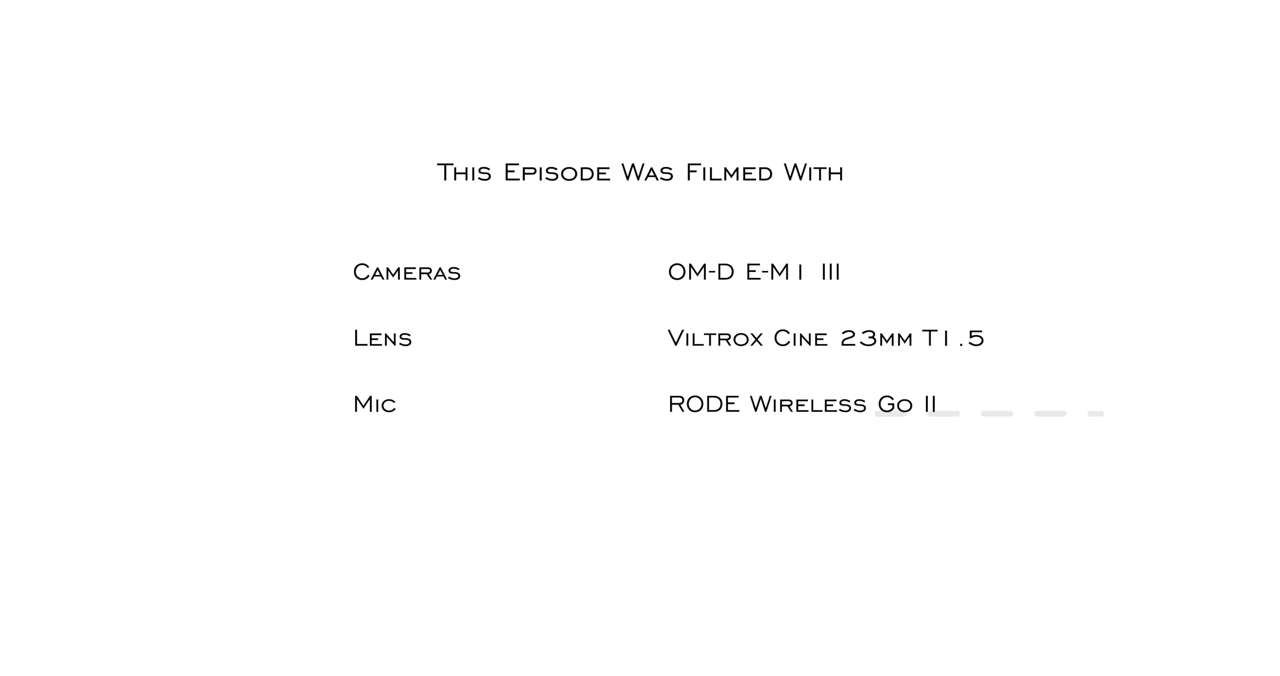 This Episode Was Filmed With
Cameras OM-D E-M1 III
Lens Viltrox Cine 23mm T1.5
Mic RODE Wireless Go II